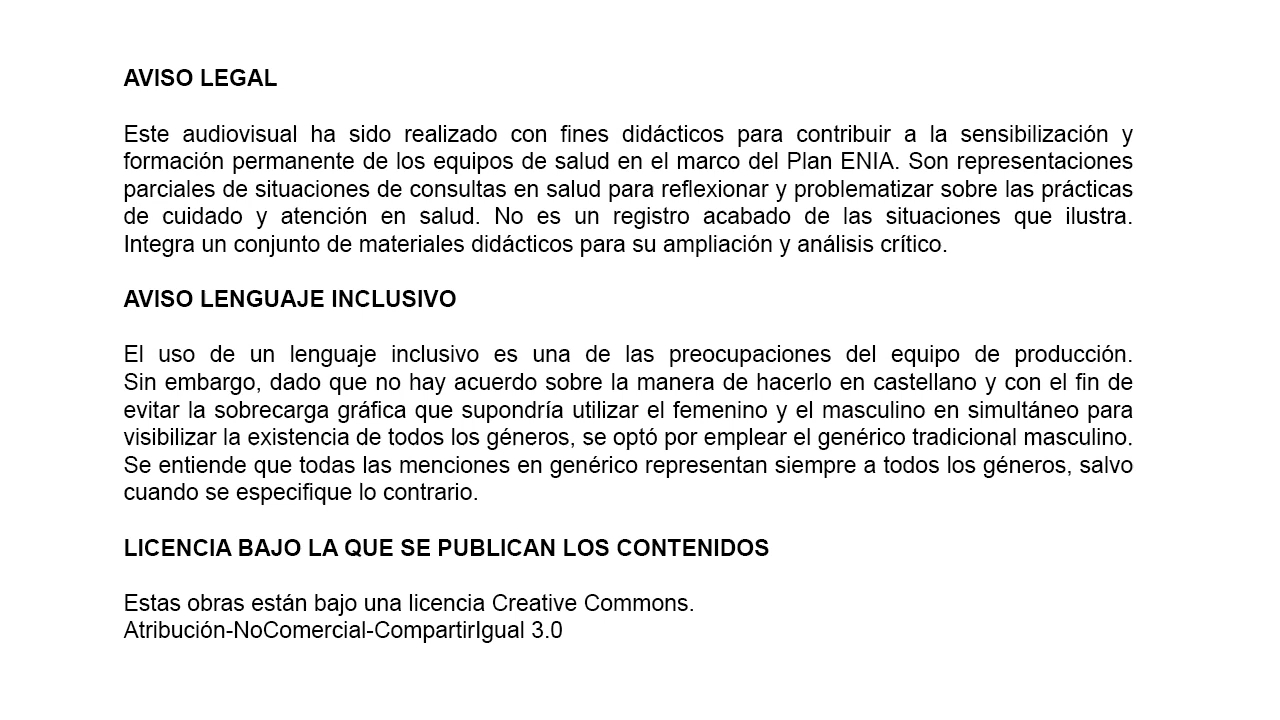 AVISO LEGAL
Este audiovisual ha sido realizado con fines didácticos para contribuir a la sensibilización y
formación permanente de los equipos de salud en el marco del Plan ENIA. Son representaciones
parciales de situaciones de consultas en salud para reflexionar y problematizar sobre las prácticas
de cuidado y atención en salud. No es un registro acabado de las situaciones que ilustra.
Integra un conjunto de materiales didácticos para su ampliación y análisis crítico.
AVISO LENGUAJE INCLUSIVO
El uso de un lenguaje inclusivo es una de las preocupaciones del equipo de producción.
Sin embargo, dado que no hay acuerdo sobre la manera de hacerlo en castellano y con el fin de
evitar la sobrecarga gráfica que supondría utilizar el femenino y el masculino en simultáneo para
visibilizar la existencia de todos los géneros, se optó por emplear el genérico tradicional masculino.
Se entiende que todas las menciones en genérico representan siempre a todos los géneros, salvo
cuando se especifique lo contrario.
LICENCIA BAJO LA QUE SE PUBLICAN LOS CONTENIDOS
Estas obras están bajo una licencia Creative Commons.
Atribución-NoComercial-CompartirIgual 3.0